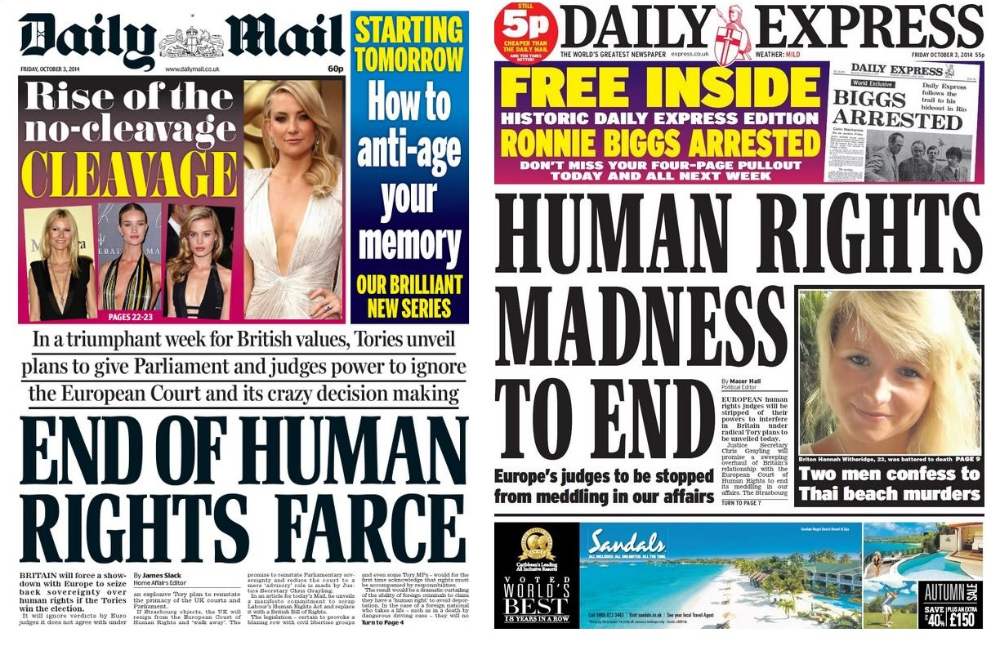 Daily Mail
FRIDAY, OCTOBER 3, 2014
www.dailymail.co.uk
60p
Rise of the
no-cleavage
CLEAVAGE
PAGES 22-23
STARTING
TOMORROW
How to
anti-age
your
memory
OUR BRILLIANT
NEW SERIES
In a triumphant week for British values, Tories unveil
plans to give Parliament and judges power to ignore
the European Court and its crazy decision making
END OF HUMAN
RIGHTS FARCE
BRITAIN will force a show-
down with Europe to seize
back sovereignty over
human rights if the Tories
win the election.
It will ignore verdicts by Euro
judges it does not agree with under
By James Slack
Home Affairs Editor
an explosive Tory plan to reinstate
the primacy of the UK courts and
Parliament.
If Strasbourg objects, the UK will
resign from the European Court of
Human Rights and 'walk away'. The
promise to reinstate Parliamentary sov-
ereignty and reduce the court to a
mere 'advisory' role is made by Jus-
tice Secretary Chris Grayling.
In an article for today's Mail, he unveils
a manifesto commitment to scrap
Labour's Human Rights Act and replace
it with a British Bill of Rights.
The legislation – certain to provoke a
blazing row with civil liberties groups
and even some Tory MPs – would for the
first time acknowledge that rights must
be accompanied by responsibilities.
The result would be a dramatic curtailing
of the ability of foreign criminals to claim
they have a 'human right' to avoid depor-
tation. In the case of a foreign national
who takes a life – such as in a death by
dangerous driving case – they will no
Turn to Page 4
STILL
5p
CHEAPER THAN
THE DAILY MAIL
AND TEN TIMES
BETTER!
DAILY EXPRESS
THE WORLD'S GREATEST NEWSPAPER
express.co.uk
WEATHER: MILD
FRIDAY OCTOBER 3, 2014 55p
FREE INSIDE
HISTORIC DAILY EXPRESS EDITION
RONNIE BIGGS ARRESTED
DON'T MISS YOUR FOUR-PAGE PULLOUT
TODAY AND ALL NEXT WEEK
DAILY EXPRESS
World Exclusive
BIGGS
ARRESTED
Daily Express
follows the
trail to his
hideout in Rio
HUMAN RIGHTS
MADNESS
TO END
Europe's judges to be stopped
from meddling in our affairs
By Macer Hall
Political Editor
EUROPEAN human
rights judges will be
stripped of their
powers to interfere
in Britain under
radical Tory plans to
be unveiled today.
Justice Secretary
Chris Grayling will
promise a sweeping
overhaul of Britain's
relationship with the
European Court of
Human Rights to end
its meddling in our
affairs. The Strasbourg
TURN TO PAGE 7
Briton Hannah Witheridge, 23, was battered to death PAGE 9
Two men confess to
Thai beach murders
Caribbean's Leading
All Inclusive Resorts
VOTED
WORLD'S
BEST
18 YEARS IN A ROW
Sandals
ALL INCLUDED. ALL UNLIMITED. ALL THE TIME.
Sandals Negril Beach Resort & Spa
Call 0800 022 3443 | Visit sandals.co.uk | See your local Travel Agent
AUTUMN SALE
SAVE UP TO 40%
PLUS AN EXTRA £150